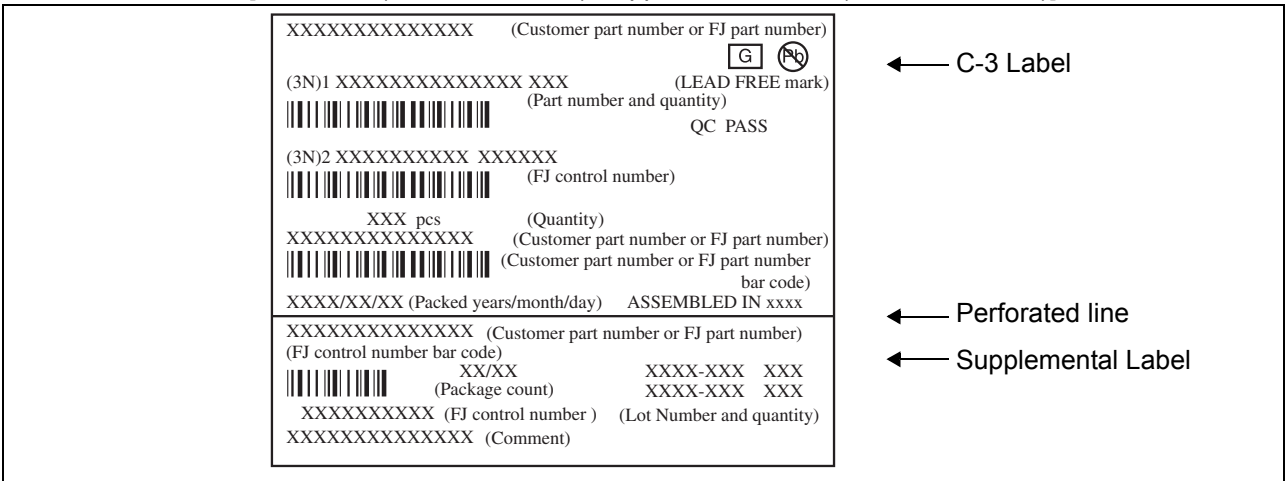 XXXXXXXXXXXXXX (Customer part number or FJ part number)
G Pb
C-3 Label
(3N)1 XXXXXXXXXXXXXX XXX (LEAD FREE mark)
(Part number and quantity)
QC PASS
(3N)2 XXXXXXXXXX XXXXXX
(FJ control number)
XXX pcs (Quantity)
XXXXXXXXXXXXXX (Customer part number or FJ part number)
(Customer part number or FJ part number
bar code)
XXXX/XX/XX (Packed years/month/day) ASSEMBLED IN xxxx
Perforated line
XXXXXXXXXXXXXX (Customer part number or FJ part number)
(FJ control number bar code)
Supplemental Label
XX/XX XXXX-XXX XXX
(Package count) XXXX-XXX XXX
XXXXXXXXXX (FJ control number ) (Lot Number and quantity)
XXXXXXXXXXXXXX (Comment)